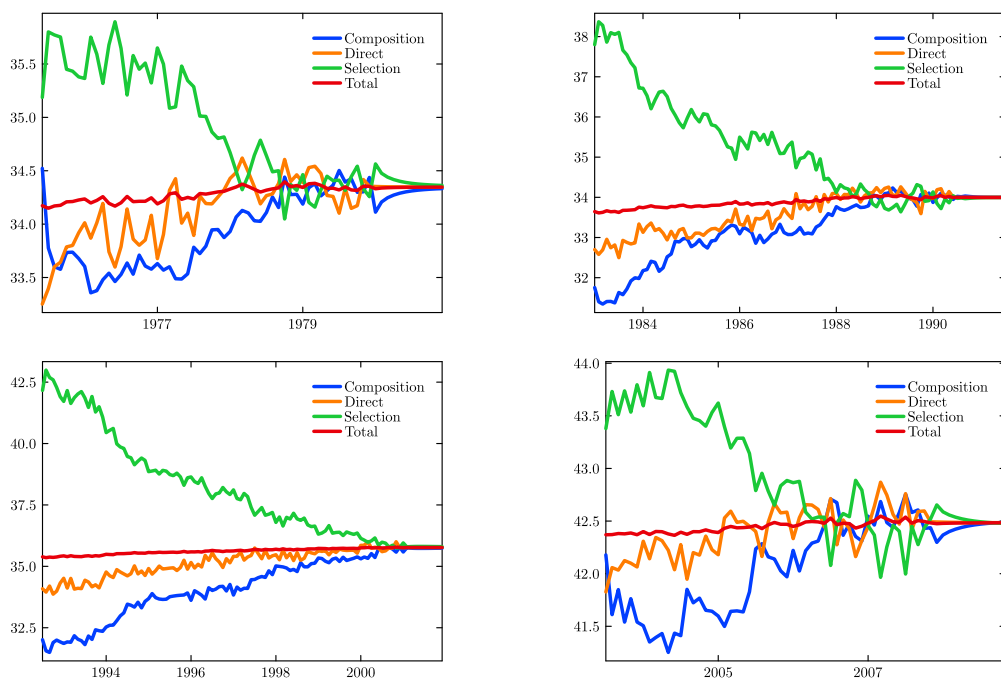 35.5
35.0
34.5
34.0
33.5
1977
1979
Composition
Direct
Selection
Total
38
37
36
35
34
33
32
1984
1986
1988
1990
Composition
Direct
Selection
Total
42.5
40.0
37.5
35.0
32.5
1994
1996
1998
2000
Composition
Direct
Selection
Total
44.0
43.5
43.0
42.5
42.0
41.5
2005
2007
Composition
Direct
Selection
Total